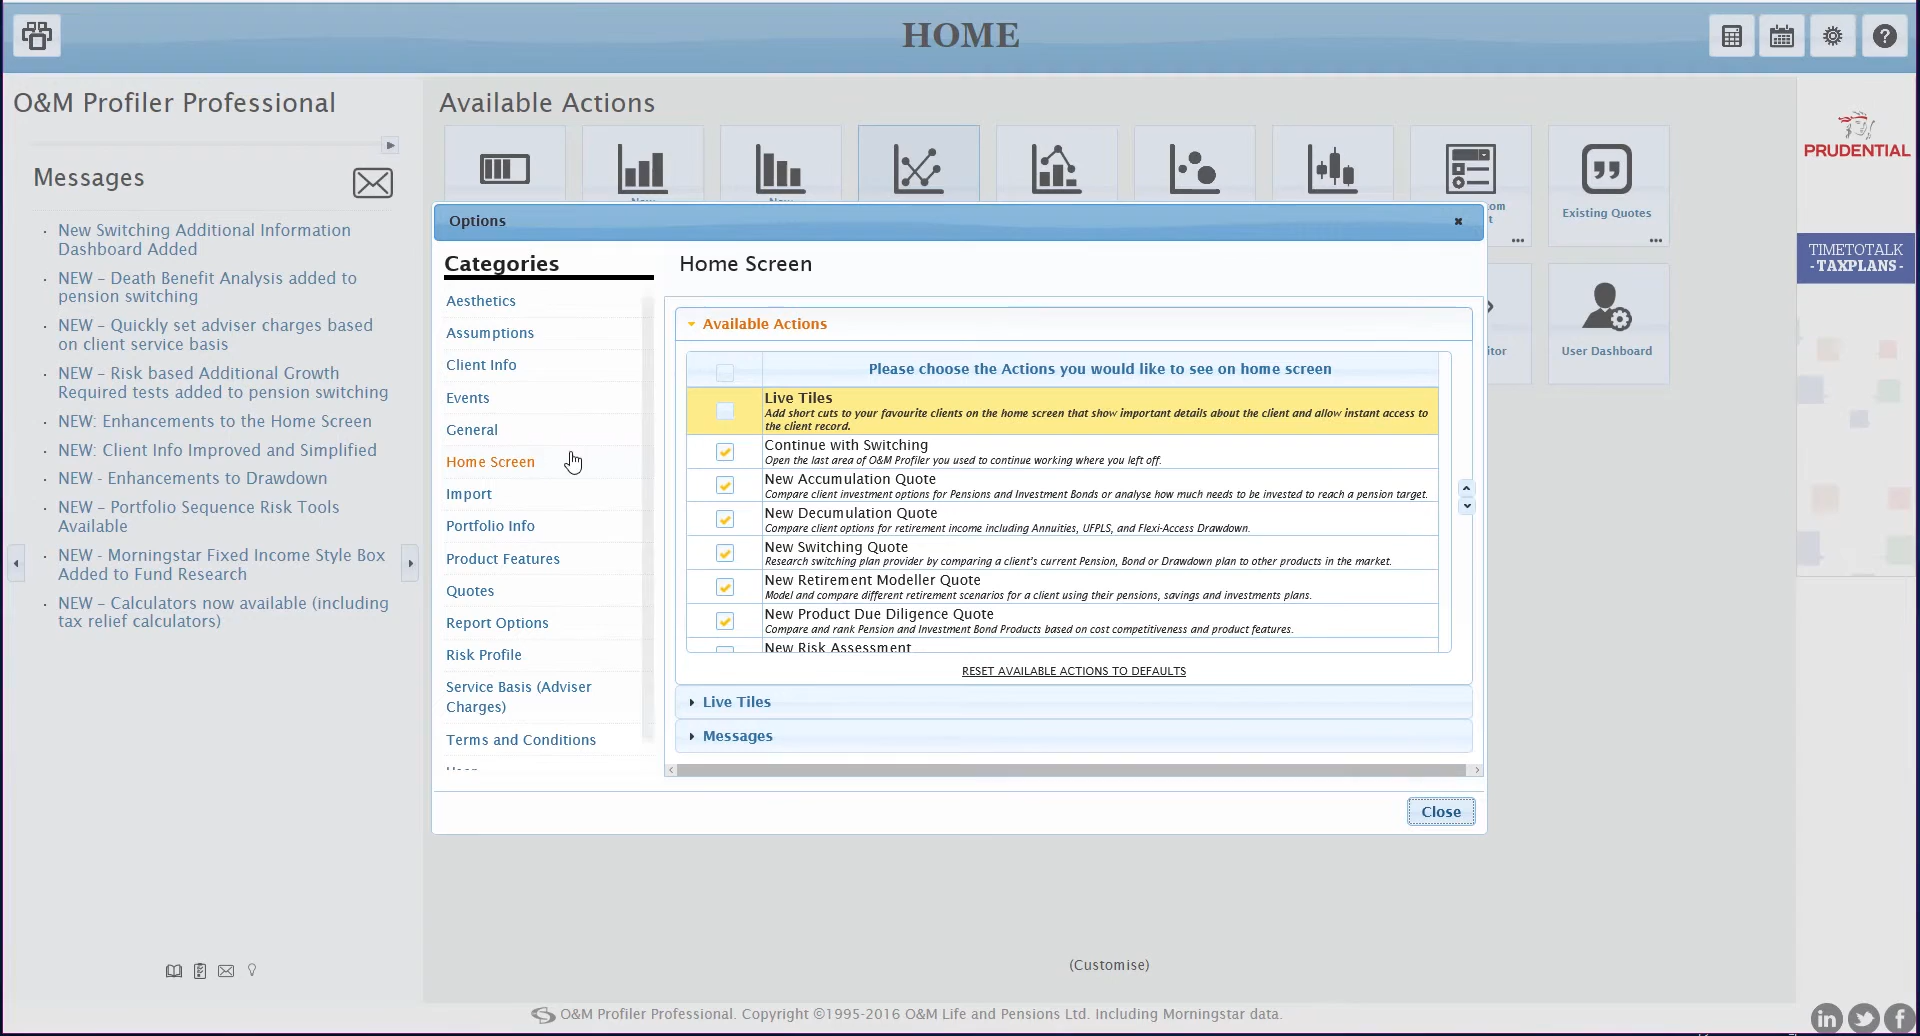 HOME
O&M Profiler Professional
Messages
New Switching Additional Information
Dashboard Added
NEW – Death Benefit Analysis added to
pension switching
NEW – Quickly set adviser charges based
on client service basis
NEW – Risk based Additional Growth
Required tests added to pension switching
NEW: Enhancements to the Home Screen
NEW: Client Info Improved and Simplified
NEW - Enhancements to Drawdown
NEW – Portfolio Sequence Risk Tools
Available
NEW - Morningstar Fixed Income Style Box
Added to Fund Research
NEW – Calculators now available (including
tax relief calculators)
Available Actions
Existing Quotes
User Dashboard
PRUDENTIAL
TIMETOTALK
- TAXPLANS -
Options
Categories
Aesthetics
Assumptions
Client Info
Events
General
Home Screen
Import
Portfolio Info
Product Features
Quotes
Report Options
Risk Profile
Service Basis (Adviser
Charges)
Terms and Conditions
Home Screen
Available Actions
Please choose the Actions you would like to see on home screen
Live Tiles
Add short cuts to your favourite clients on the home screen that show important details about the client and allow instant access to
the client record.
Continue with Switching
Open the last area of O&M Profiler you used to continue working where you left off.
New Accumulation Quote
Compare client investment options for Pensions and Investment Bonds or analyse how much needs to be invested to reach a pension target.
New Decumulation Quote
Compare client options for retirement income including Annuities, UFPLS, and Flexi-Access Drawdown.
New Switching Quote
Research switching plan provider by comparing a client's current Pension, Bond or Drawdown plan to other products in the market.
New Retirement Modeller Quote
Model and compare different retirement scenarios for a client using their pensions, savings and investments plans.
New Product Due Diligence Quote
Compare and rank Pension and Investment Bond Products based on cost competitiveness and product features.
New Risk Assessment
RESET AVAILABLE ACTIONS TO DEFAULTS
Live Tiles
Messages
Close
(Customise)
O&M Profiler Professional. Copyright ©1995-2016 O&M Life and Pensions Ltd. Including Morningstar data.